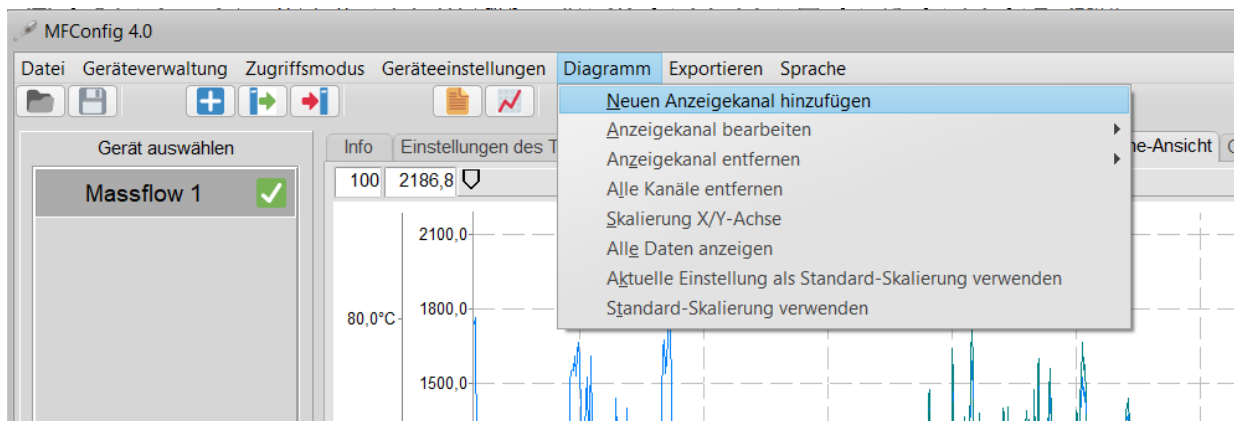 MFConfig 4.0
Datei Geräteverwaltung Zugriffsmodus Geräteeinstellungen Diagramm Exportieren Sprache
Neuen Anzeigekanal hinzufügen
Anzeigekanal bearbeiten
Anzeigekanal entfernen
Alle Kanäle entfernen
Skalierung X/Y-Achse
Alle Daten anzeigen
Aktuelle Einstellung als Standard-Skalierung verwenden
Standard-Skalierung verwenden
Gerät auswählen
Massflow 1
Info Einstellungen des T ne-Ansicht
100 2186,8
2100,0
80,0°C 1800,0
1500,0